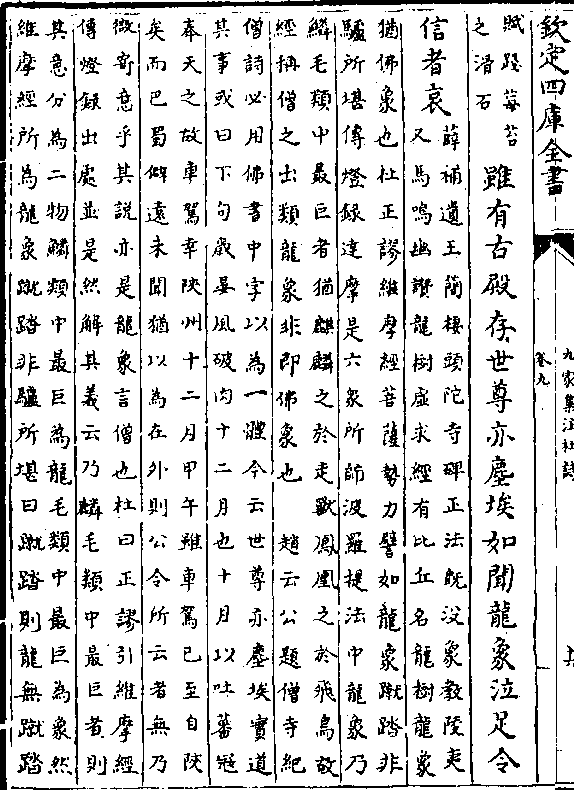 欽定四庫全書
九家集注杜詩
卷九
賦踐莓苔
之滑石
雖有古殿存世尊亦塵埃如聞龍象泣足令
信者哀
薛補遺王簡棲頭陀寺碑正法既没象教陵夷
又馬鳴幽讚龍樹虚求經有比丘名龍樹龍象
猶佛象也杜正謬維摩經菩薩勢力譬如龍象蹴踏非
驢所堪傳燈録達摩是六象所師波羅提法中龍象乃
鱗毛類中最巨者猶麒麟之於走獸鳳凰之於飛鳥故
經稱僧之出類龍象非即佛象也 趙云公題僧寺紀
僧詩必用佛書中字以為一體今云世尊亦塵埃實道
其事或曰下句歲晏風破肉十二月也十月以吐蕃冦
奉天之故車駕幸陜州十二月甲午雖車駕已至自陜
矣而巴蜀僻遠未聞猶以為在外則公今所云者無乃
微寄意乎其說亦是龍象言僧也杜曰正謬引維摩經
傳燈録出處並是然解其義云乃麟毛類中最巨者則
其意分為二物鱗類中最巨為龍毛類中最巨為象然
維摩經所為龍象蹴踏非驢所堪曰蹴踏則龍無蹴踏